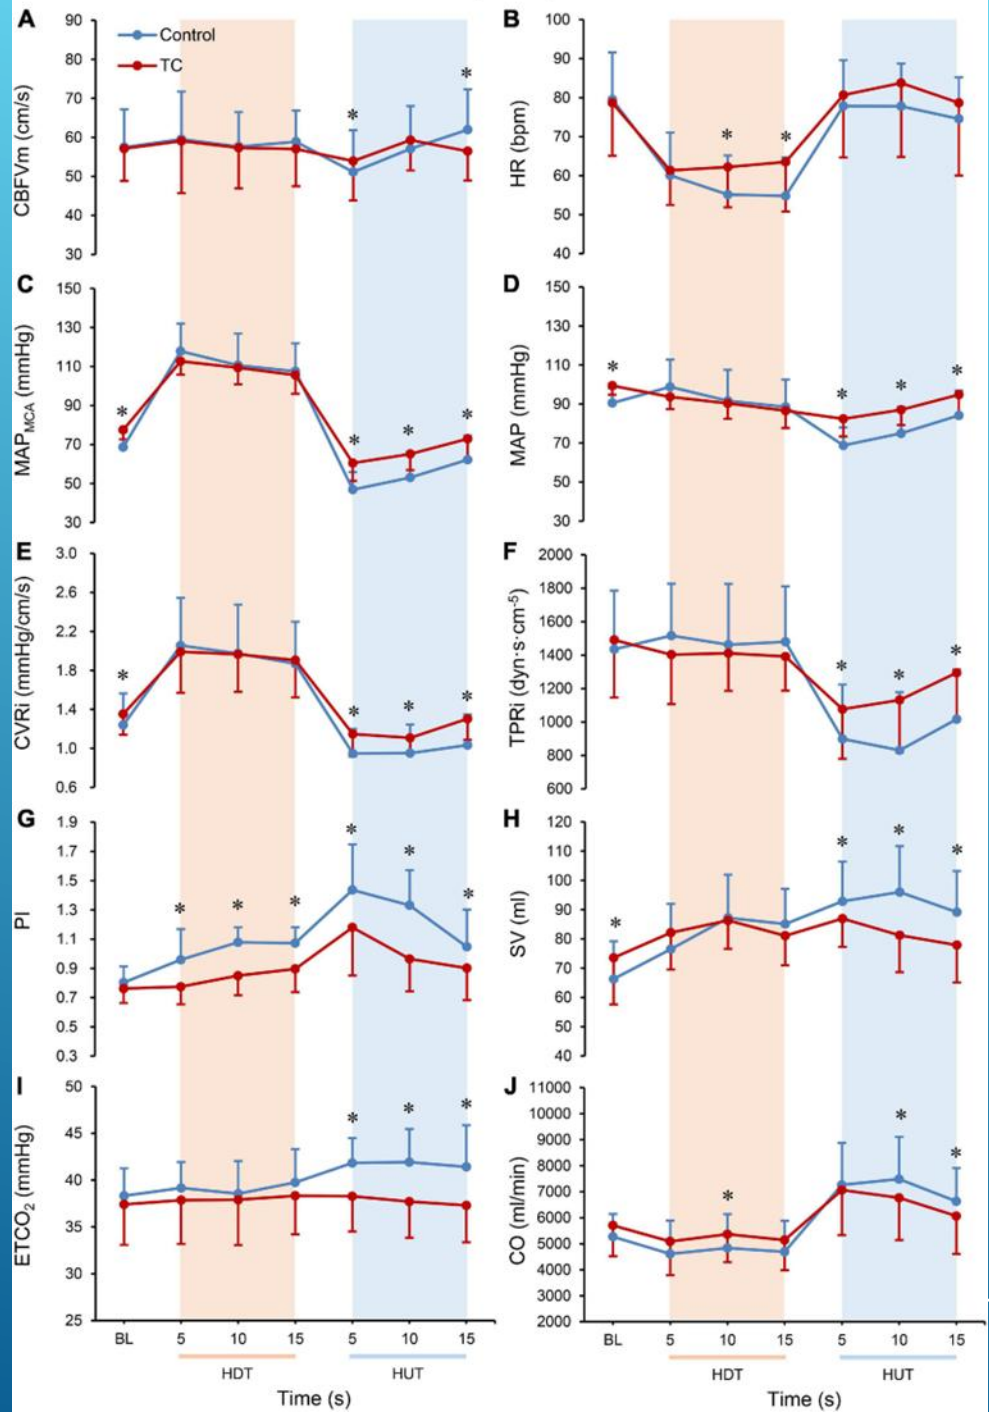 A
B
Control
TC
CBFVm (cm/s)
90
80
70
60
50
40
30
* *
HR (bpm)
100
90
80
70
60
50
40
* *
C
D
MAP_MCA (mmHg)
150
130
110
90
70
50
30
* * * *
MAP (mmHg)
150
130
110
90
70
50
30
* * * *
E
F
CVRi (mmHg/cm/s)
3.0
2.6
2.2
1.8
1.4
1.0
0.6
* * * *
TPRi (dyn·s·cm⁻⁵)
2000
1800
1600
1400
1200
1000
800
600
* * *
G
H
PI
1.9
1.7
1.5
1.3
1.1
0.9
0.7
0.5
0.3
* * * * * *
SV (ml)
120
110
100
90
80
70
60
50
40
* * * *
I
J
ETCO₂ (mmHg)
50
45
40
35
30
25
* * *
CO (ml/min)
11000
10000
9000
8000
7000
6000
5000
4000
3000
2000
* * *
BL 5 10 15 5 10 15
HDT HUT
Time (s)
BL 5 10 15 5 10 15
HDT HUT
Time (s)